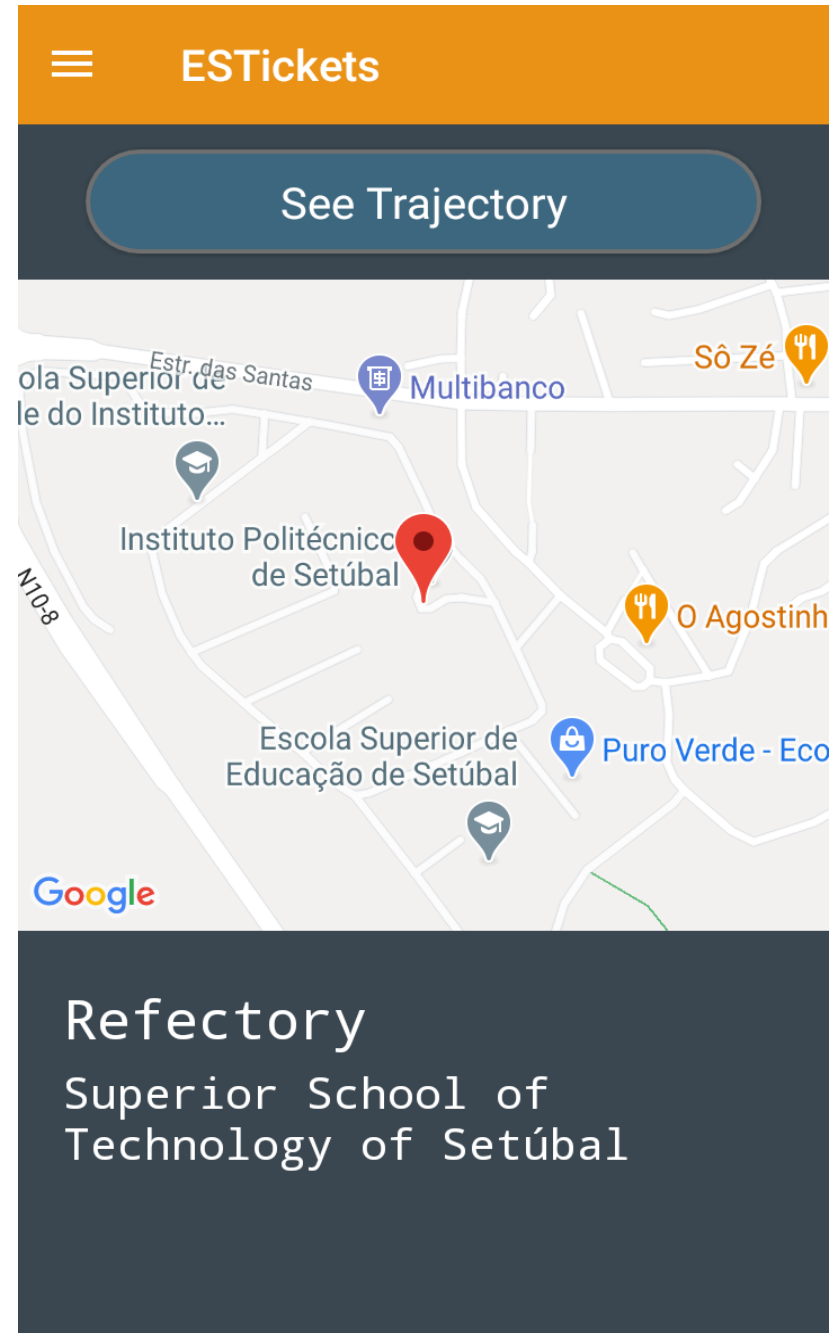 ESTickets
See Trajectory
Estr. das Santas
Sô Zé
ola Superior de
le do Instituto...
Multibanco
Instituto Politécnico
de Setúbal
N10-8
O Agostinh
Escola Superior de
Educação de Setúbal
Puro Verde - Eco
Google
Refectory
Superior School of
Technology of Setúbal